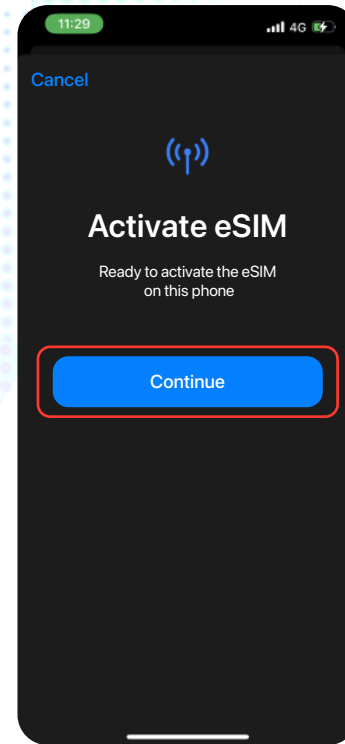 11:29 4G
Cancel
Activate eSIM
Ready to activate the eSIM
on this phone
Continue